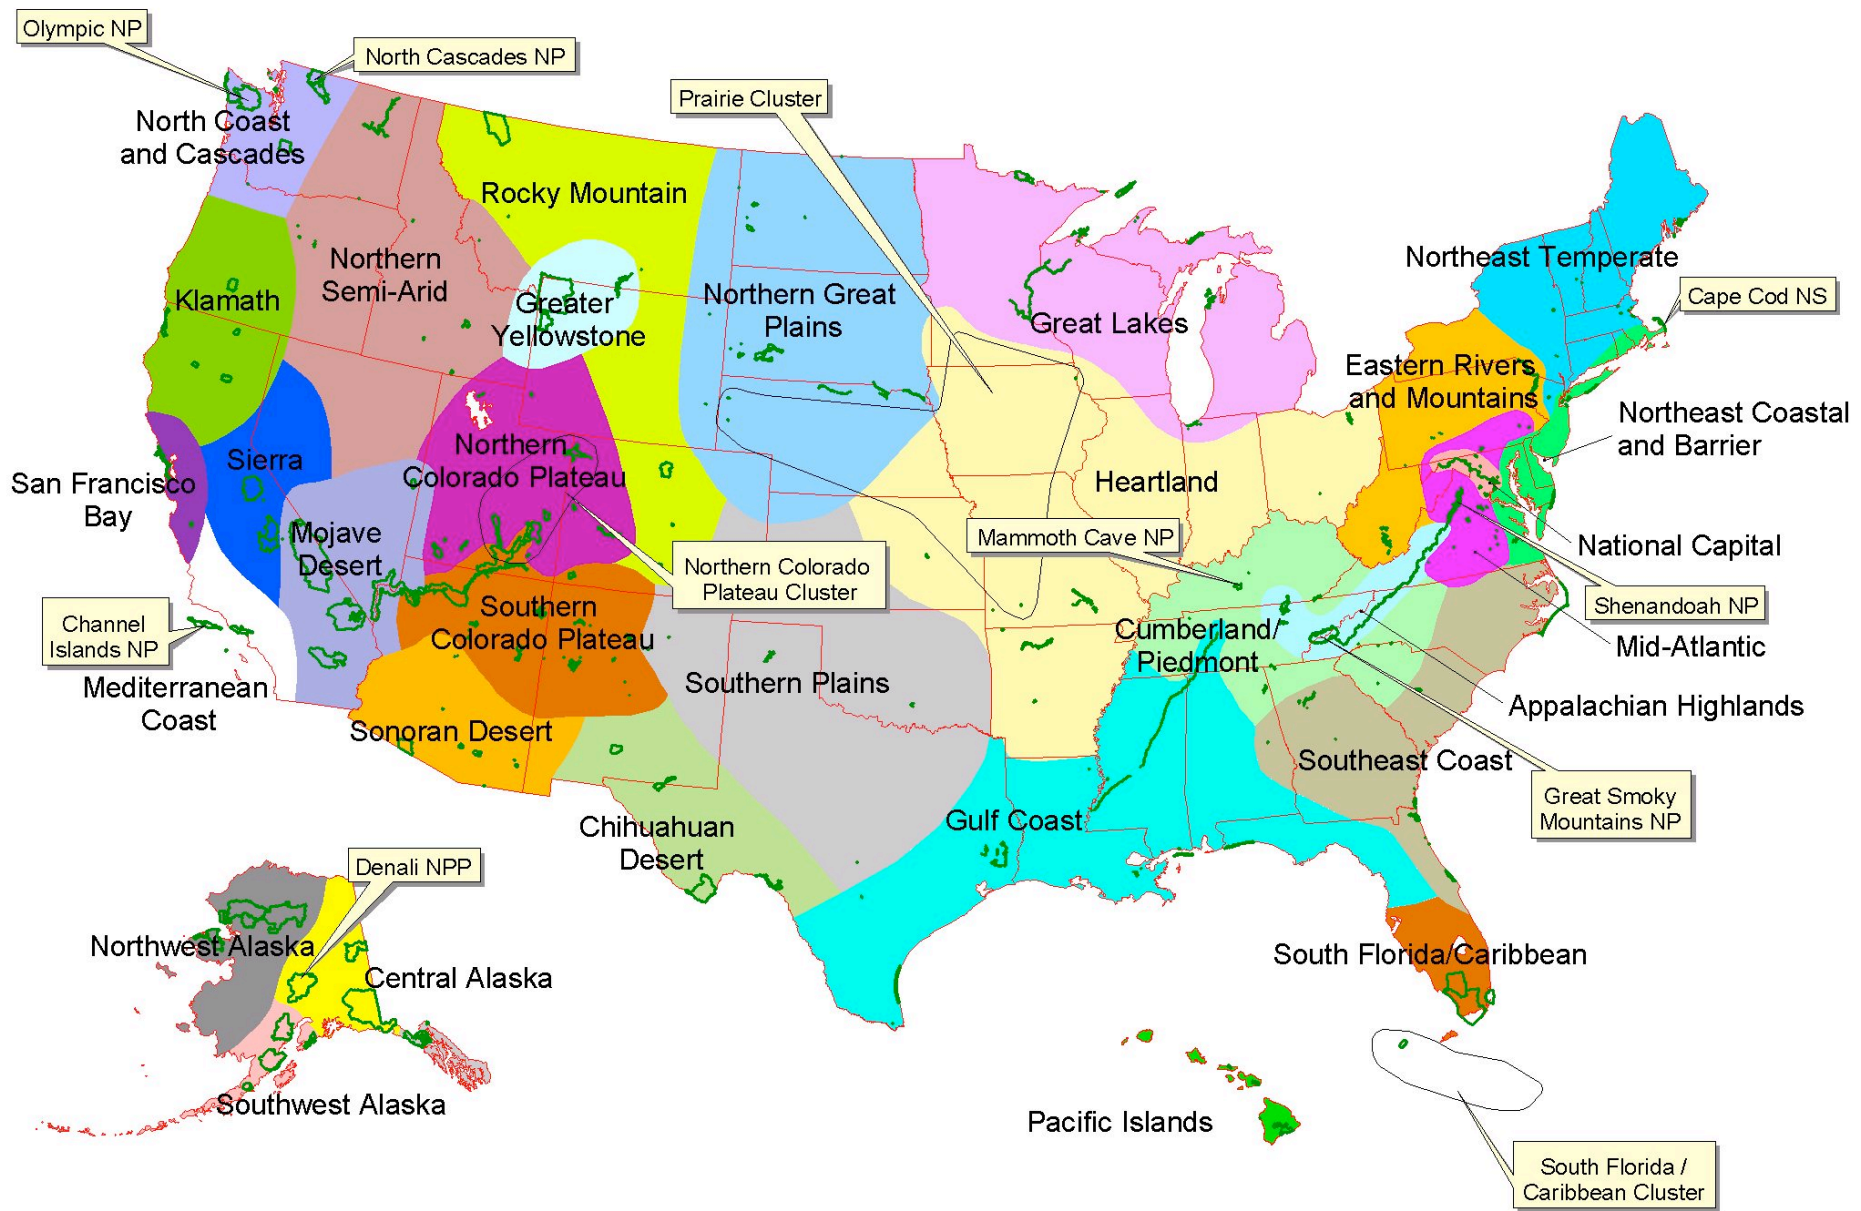 Olympic NP
North Cascades NP
Prairie Cluster
North Coast
and Cascades
Rocky Mountain
Northern
Semi-Arid
Klamath
Greater
Yellowstone
Northern Great
Plains
Great Lakes
Northeast Temperate
Cape Cod NS
Eastern Rivers
and Mountains
Northeast Coastal
and Barrier
San Francisco
Bay
Sierra
Northern
Colorado Plateau
Heartland
Mojave
Desert
Mammoth Cave NP
National Capital
Northern Colorado
Plateau Cluster
Shenandoah NP
Channel
Islands NP
Southern
Colorado Plateau
Cumberland/
Piedmont
Mid-Atlantic
Mediterranean
Coast
Southern Plains
Appalachian Highlands
Sonoran Desert
Southeast Coast
Great Smoky
Mountains NP
Chihuahuan
Desert
Gulf Coast
Denali NPP
Northwest Alaska
Central Alaska
South Florida/Caribbean
Southwest Alaska
Pacific Islands
South Florida /
Caribbean Cluster